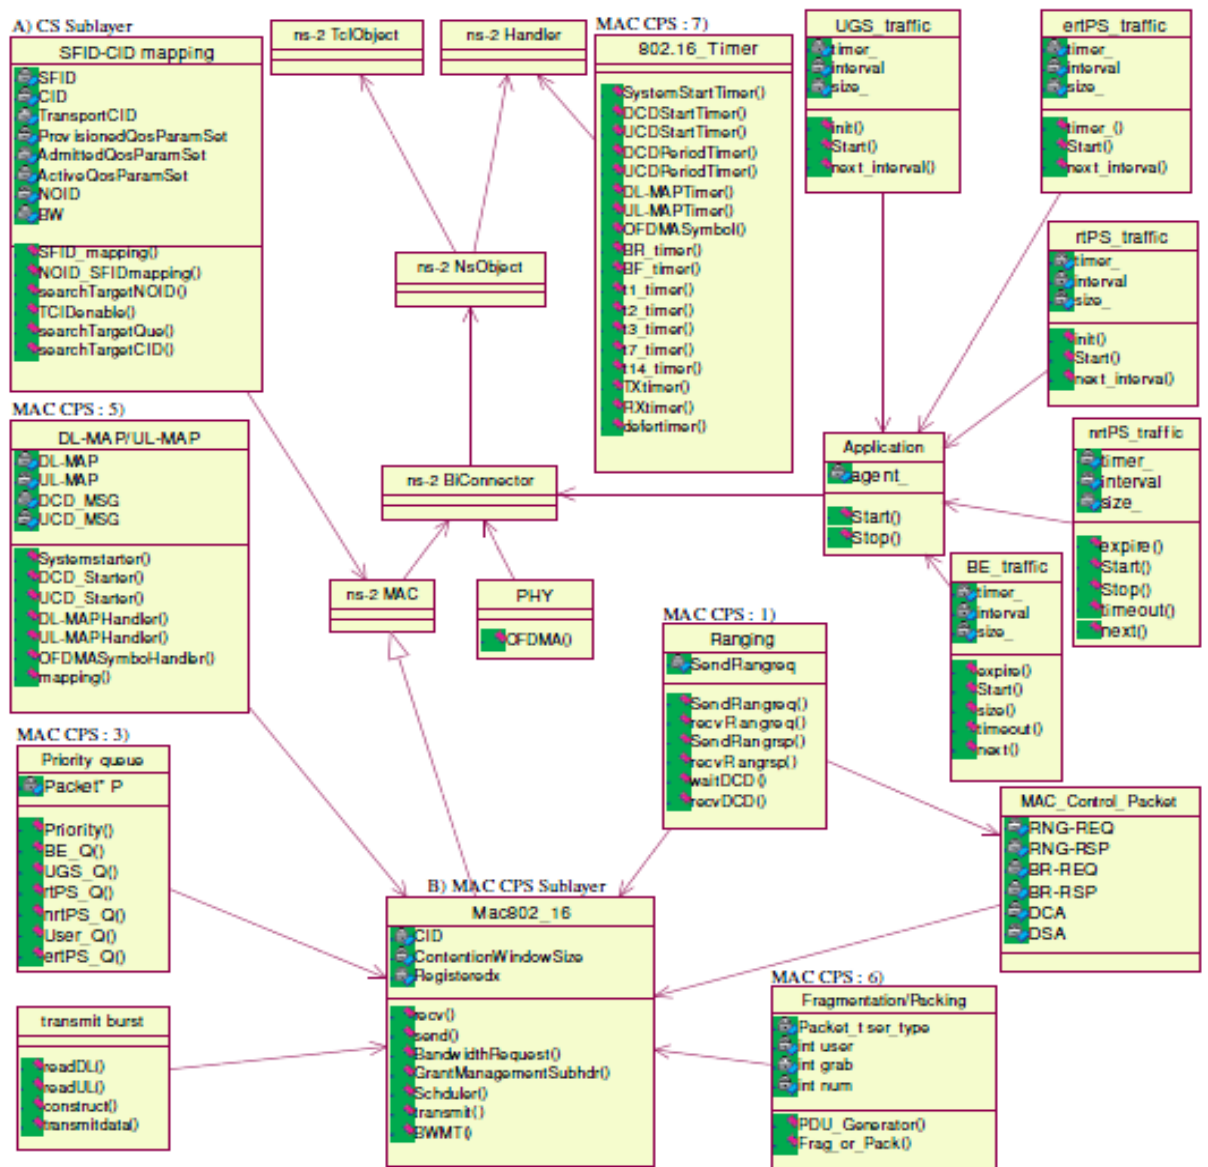 A) CS Sublayer
SFID-CID mapping
SFID
CID
TransportCID
ProvisionedQosParamSet
AdmittedQosParamSet
ActiveQosParamSet
NOID
BW
SFID_mapping()
NOID_SFIDmapping()
searchTargetNOID()
TCIDenable()
searchTargetQue()
searchTargetCID()
ns-2 TclObject
ns-2 Handler
MAC CPS : 7)
802.16_Timer
SystemStartTimer()
DCDStartTimer()
UCDStartTimer()
DCDPeriodTimer()
UCDPeriodTimer()
DL-MAPTimer()
UL-MAPTimer()
OFDMASymbol()
BR_timer()
BF_timer()
t1_timer()
t2_timer()
t3_timer()
t7_timer()
t14_timer()
TXtimer()
RXtimer()
defertimer()
UGS_traffic
timer_
interval
size_
init()
Start()
next_interval()
ertPS_traffic
timer_
interval
size_
timer_()
Start()
next_interval()
rtPS_traffic
timer_
interval
size_
init()
Start()
next_interval()
ns-2 NsObject
MAC CPS : 5)
DL-MAP/UL-MAP
DL-MAP
UL-MAP
DCD_MSG
UCD_MSG
Systemstarter()
DCD_Starter()
UCD_Starter()
DL-MAPHandler()
UL-MAPHandler()
OFDMASymboHandler()
mapping()
ns-2 BiConnector
Application
agent_
Start()
Stop()
nrtPS_traffic
timer_
interval
size_
expire()
Start()
Stop()
timeout()
next()
BE_traffic
timer_
interval
size_
expire()
Start()
size()
timeout()
next()
ns-2 MAC
PHY
OFDMA()
MAC CPS : 1)
Ranging
SendRangreq
SendRangreq()
recvRangreq()
SendRangrsp()
recvRangrsp()
waitDCD()
recvDCD()
MAC CPS : 3)
Priority queue
Packet* P
Priority()
BE_Q()
UGS_Q()
rtPS_Q()
nrtPS_Q()
User_Q()
ertPS_Q()
MAC_Control_Packet
RNG-REQ
RNG-RSP
BR-REQ
BR-RSP
DCA
DSA
B) MAC CPS Sublayer
Mac802_16
CID
ContentionWindowSize
Registeredx
recv()
send()
BandwidthRequest()
GrantManagementSubhdr()
Schduler()
transmit()
BWMT()
transmit burst
readDL()
readUL()
construct()
transmitdata()
MAC CPS : 6)
Fragmentation/Packing
Packet_t ser_type
int user
int grab
int num
PDU_Generator()
Frag_or_Pack()